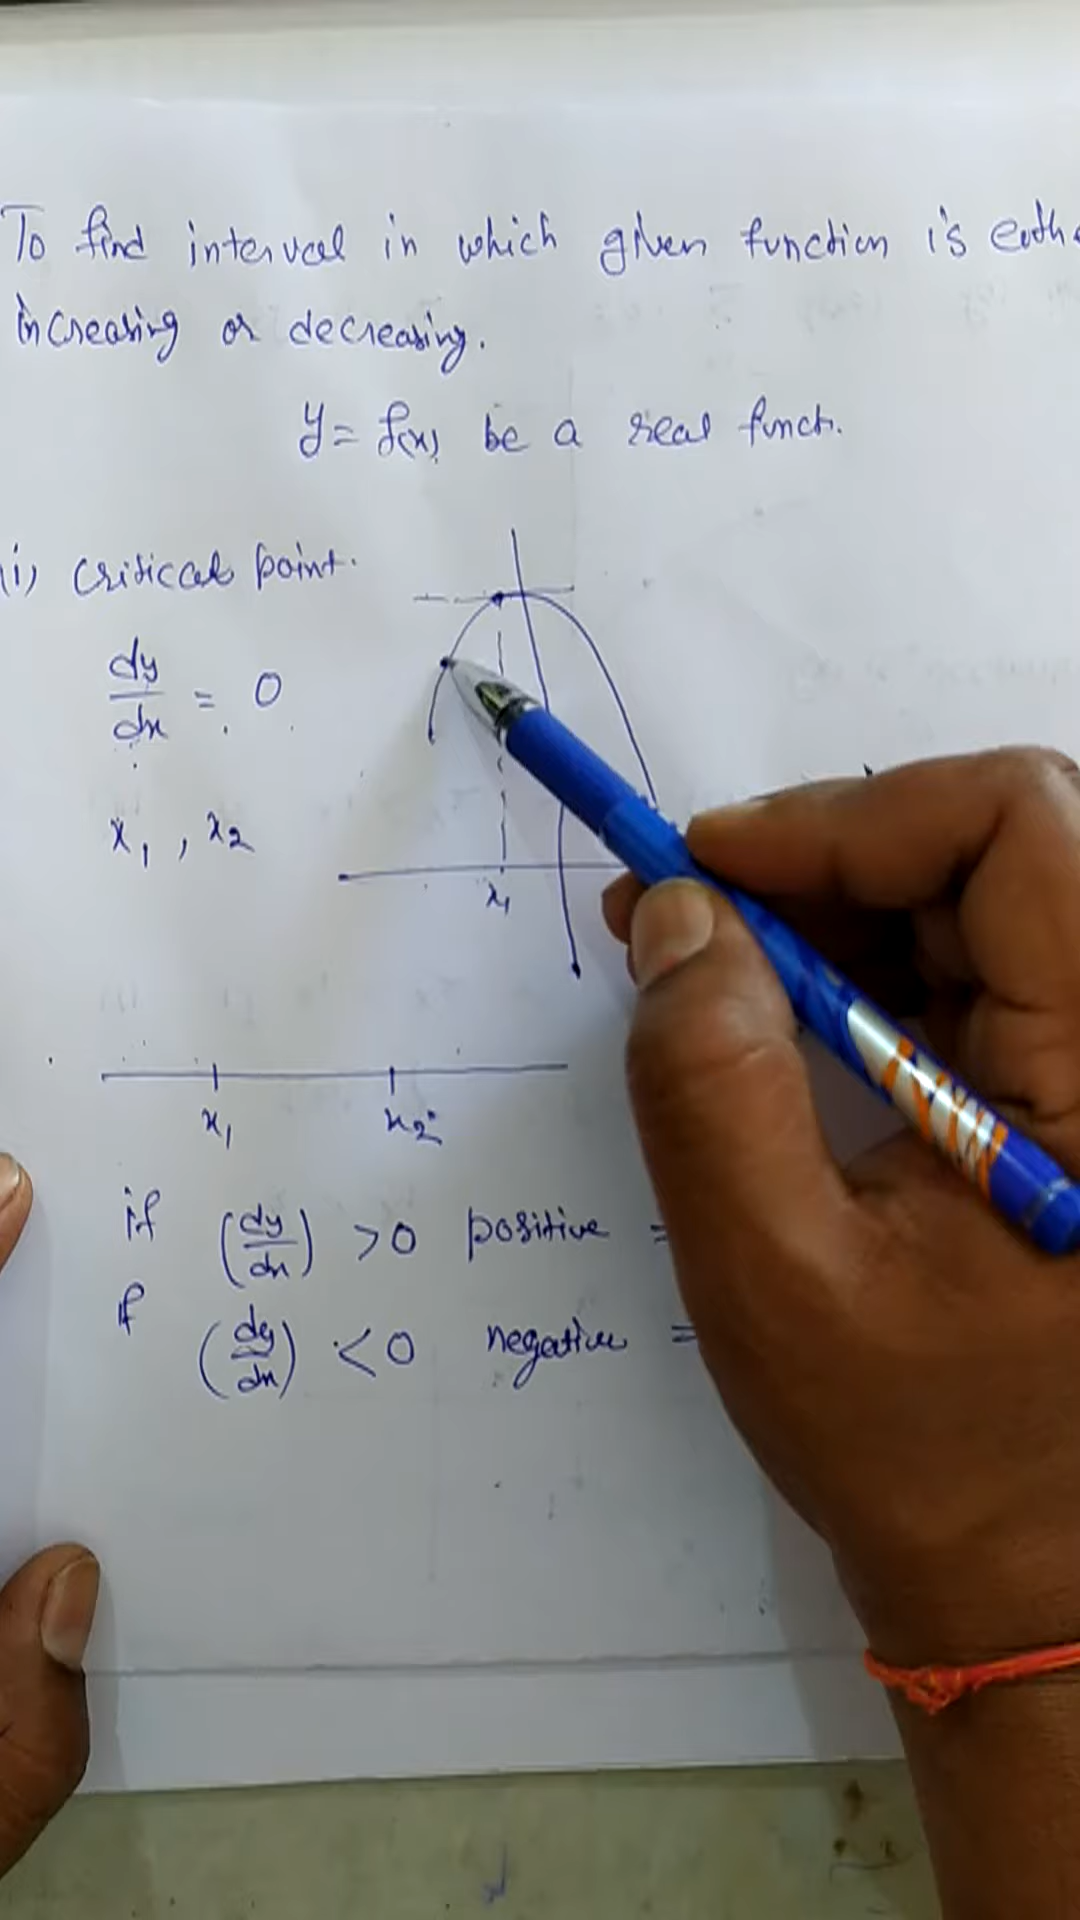 To find interval in which given function is
increasing or decreasing.
y = f(x) be a real funct.
(i) critical point.
dy/dx = 0
x₁ , x₂
x₁
x₁ x₂
if (dy/dx) > 0 positive =
if (dy/dx) < 0 negative =